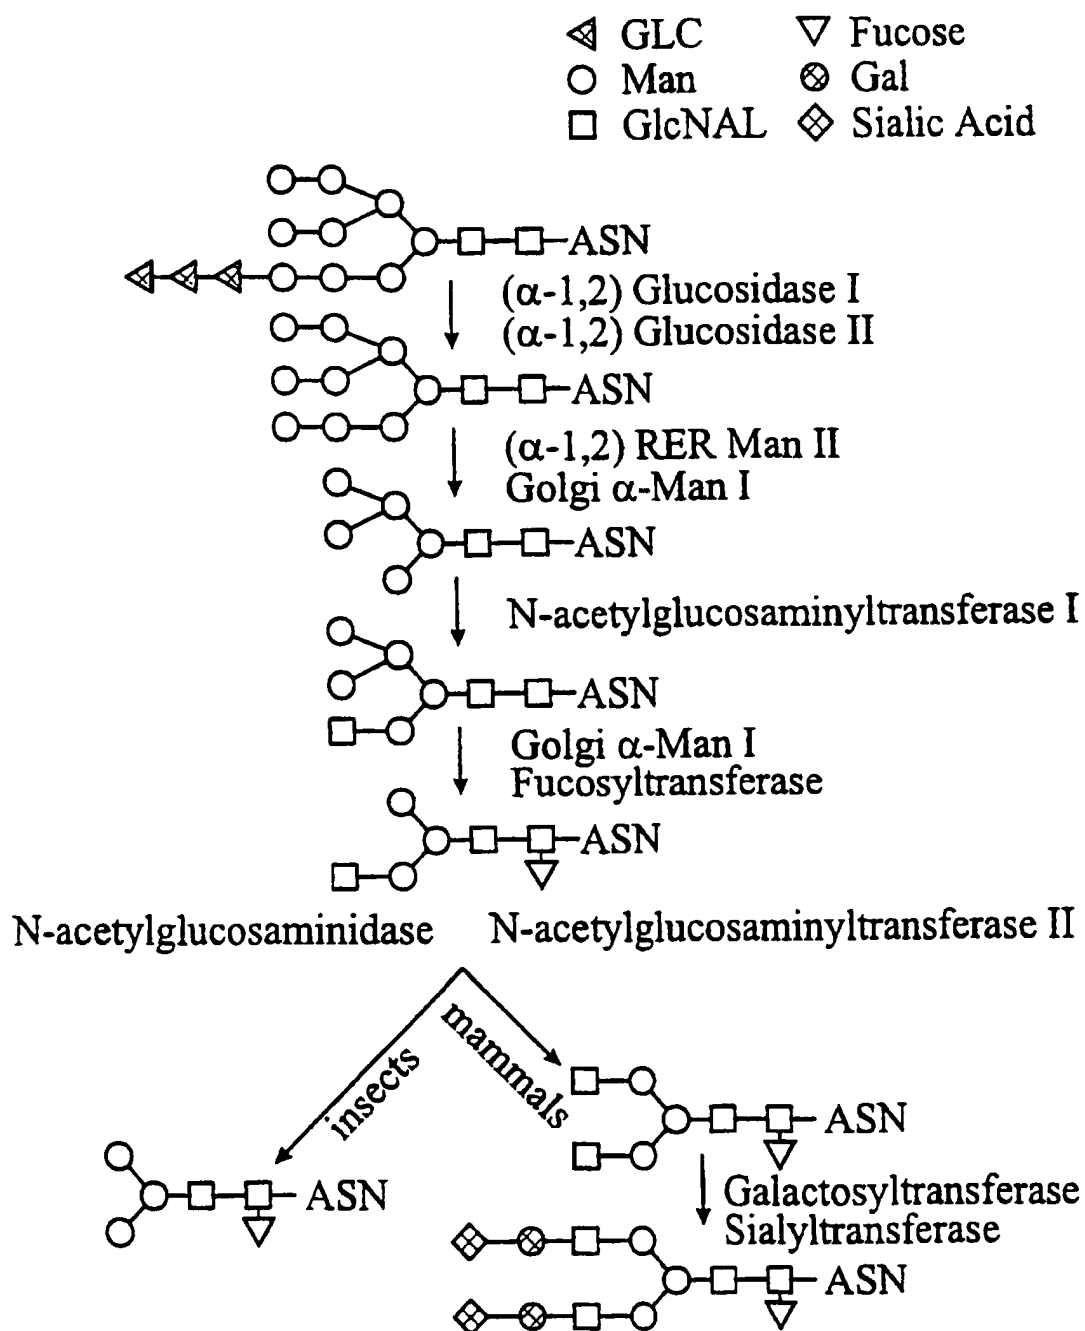 GLC Fucose
Man Gal
GlcNAL Sialic Acid
ASN
(α-1,2) Glucosidase I
(α-1,2) Glucosidase II
ASN
(α-1,2) RER Man II
Golgi α-Man I
ASN
N-acetylglucosaminyltransferase I
ASN
Golgi α-Man I
Fucosyltransferase
ASN
N-acetylglucosaminidase N-acetylglucosaminyltransferase II
insects
mammals
ASN
ASN
Galactosyltransferase
Sialyltransferase
ASN